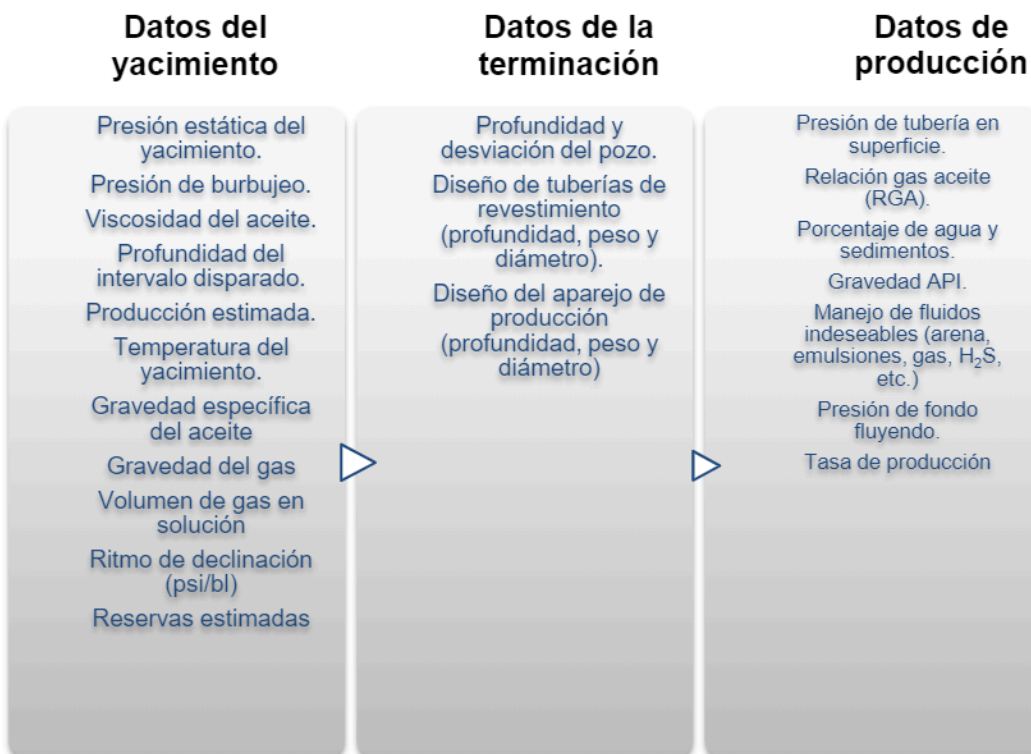 Datos del
yacimiento
Presión estática del
yacimiento.
Presión de burbujeo.
Viscosidad del aceite.
Profundidad del
intervalo disparado.
Producción estimada.
Temperatura del
yacimiento.
Gravedad específica
del aceite
Gravedad del gas
Volumen de gas en
solución
Ritmo de declinación
(psi/bl)
Reservas estimadas
Datos de la
terminación
Profundidad y
desviación del pozo.
Diseño de tuberías de
revestimiento
(profundidad, peso y
diámetro).
Diseño del aparejo de
producción
(profundidad, peso y
diámetro)
Datos de
producción
Presión de tubería en
superficie.
Relación gas aceite
(RGA).
Porcentaje de agua y
sedimentos.
Gravedad API.
Manejo de fluidos
indeseables (arena,
emulsiones, gas, H₂S,
etc.)
Presión de fondo
fluyendo.
Tasa de producción